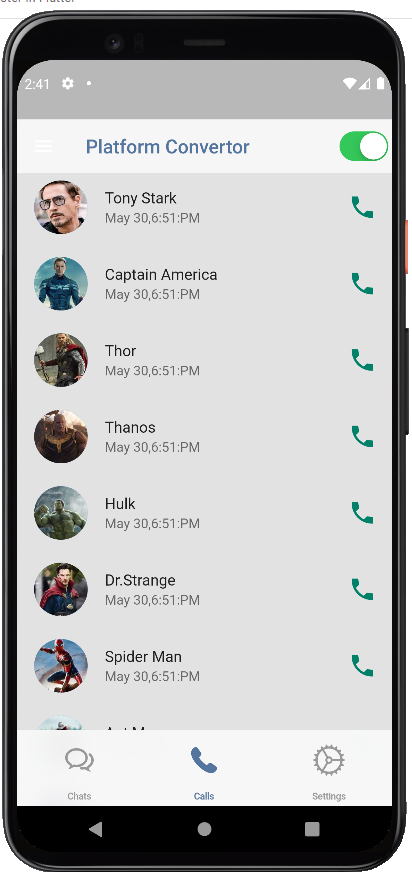 2:41
Platform Convertor
Tony Stark
May 30,6:51:PM
Captain America
May 30,6:51:PM
Thor
May 30,6:51:PM
Thanos
May 30,6:51:PM
Hulk
May 30,6:51:PM
Dr.Strange
May 30,6:51:PM
Spider Man
May 30,6:51:PM
Chats
Calls
Settings